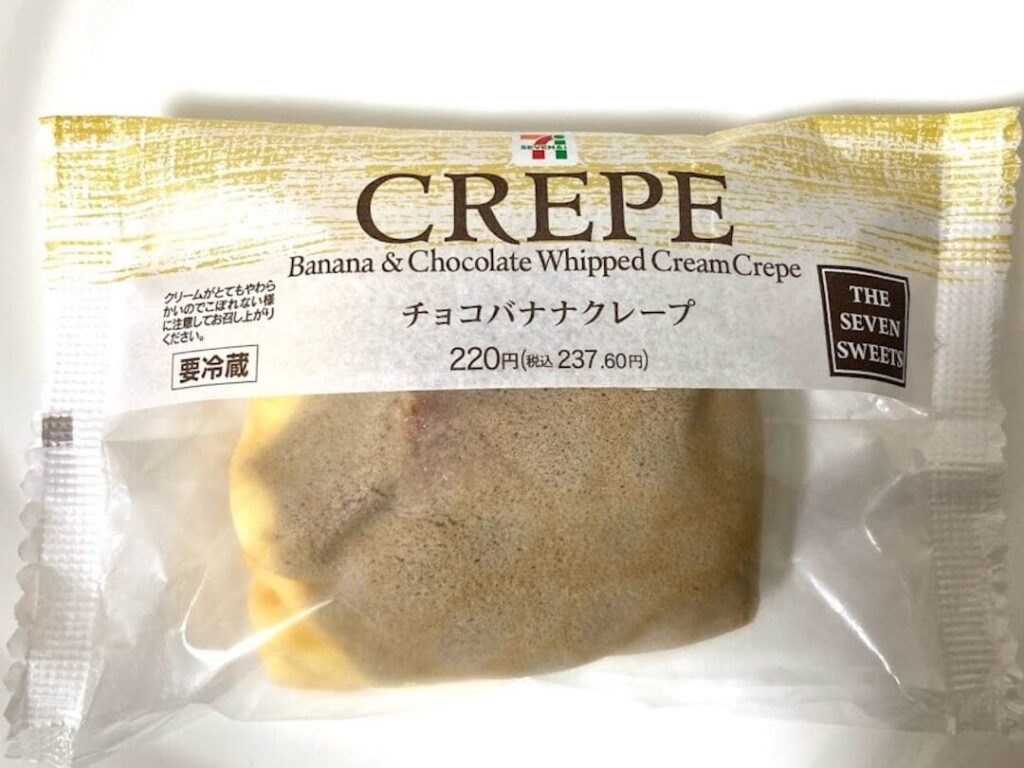 SEVEN & i
CREPE
Banana & Chocolate Whipped Cream Crepe
クリームがとてもやわら
かいのでこぼれない様
に注意してお召し上がり
ください。
要冷蔵
チョコバナナクレープ
220円(税込237.60円)
THE
SEVEN
SWEETS